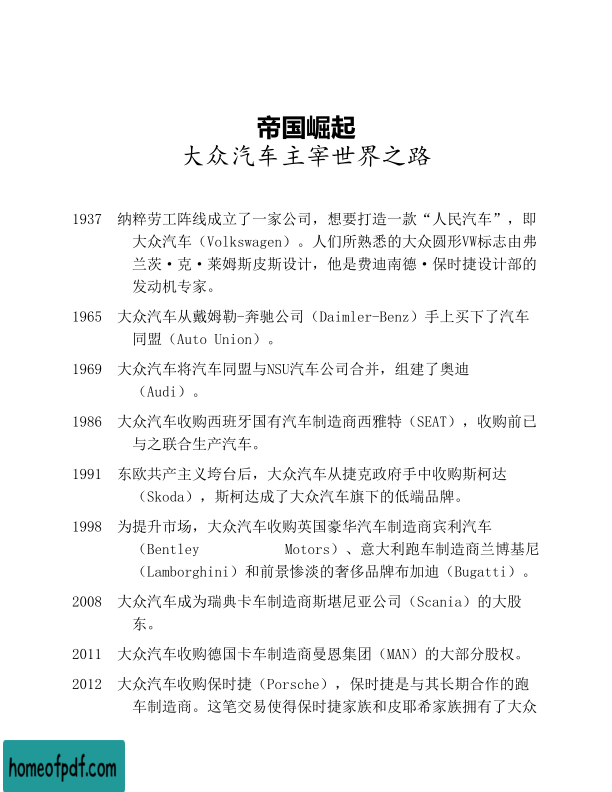 帝国崛起
大众汽车主宰世界之路
1937 纳粹劳工阵线成立了一家公司，想要打造一款“人民汽车”，即
大众汽车（Volkswagen）。人们所熟悉的大众圆形VW标志由弗
兰茨·克·莱姆斯皮斯设计，他是费迪南德·保时捷设计部的
发动机专家。
1965 大众汽车从戴姆勒-奔驰公司（Daimler-Benz）手上买下了汽车
同盟（Auto Union）。
1969 大众汽车将汽车同盟与NSU汽车公司合并，组建了奥迪
（Audi）。
1986 大众汽车收购西班牙国有汽车制造商西雅特（SEAT），收购前已
与之联合生产汽车。
1991 东欧共产主义垮台后，大众汽车从捷克政府手中收购斯柯达
（Skoda），斯柯达成了大众汽车旗下的低端品牌。
1998 为提升市场，大众汽车收购英国豪华汽车制造商宾利汽车
（Bentley Motors）、意大利跑车制造商兰博基尼
（Lamborghini）和前景惨淡的奢侈品牌布加迪（Bugatti）。
2008 大众汽车成为瑞典卡车制造商斯堪尼亚公司（Scania）的大股
东。
2011 大众汽车收购德国卡车制造商曼恩集团（MAN）的大部分股权。
2012 大众汽车收购保时捷（Porsche），保时捷是与其长期合作的跑
车制造商。这笔交易使得保时捷家族和皮耶希家族拥有了大众
homeofpdf.com